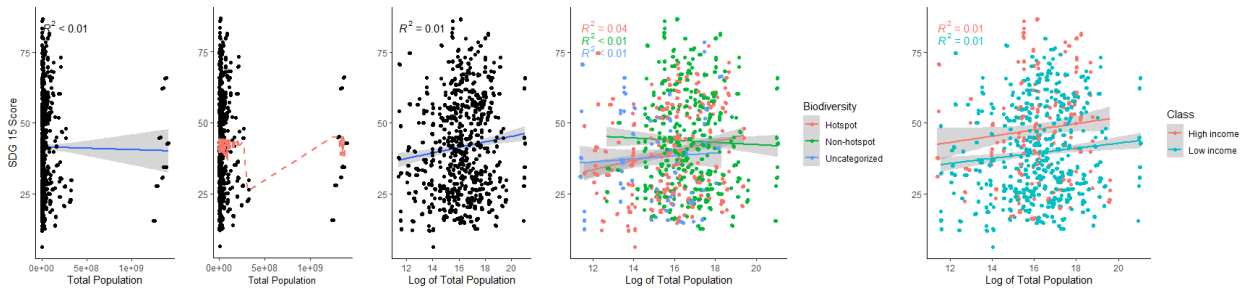 SDG 15 Score
75
50
25
R² < 0.01
0e+00 5e+08 1e+09
Total Population
75
50
25
0e+00 5e+08 1e+09
Total Population
75
50
25
R² = 0.01
12 14 16 18 20
Log of Total Population
75
50
25
R² = 0.04
R² < 0.01
R² < 0.01
12 14 16 18 20
Log of Total Population
Biodiversity
Hotspot
Non-hotspot
Uncategorized
75
50
25
R² = 0.01
R² = 0.01
12 14 16 18 20
Log of Total Population
Class
High income
Low income